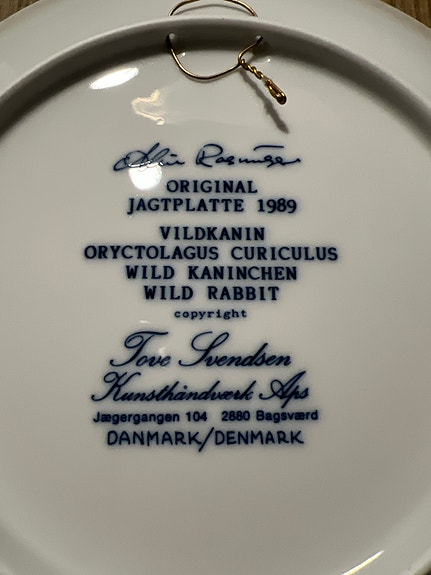 Rasmussen
ORIGINAL
JAGTPLATTE 1989
VILDKANIN
ORYCTOLAGUS CURICULUS
WILD KANINCHEN
WILD RABBIT
copyright
Tove Svendsen
Kunsthåndværk Aps
Jægergangen 104 2880 Bagsværd
DANMARK/DENMARK